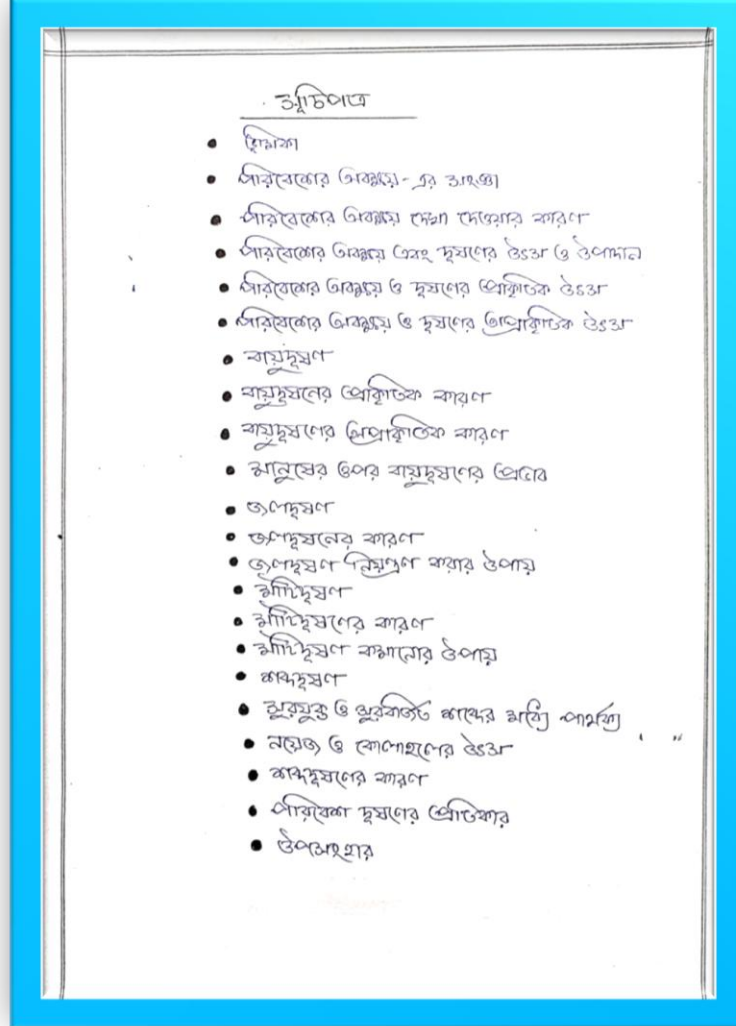 সূচিপত্র
ভূমিকা
পরিবেশের অবক্ষয়-এর সংজ্ঞা
পরিবেশের অবক্ষয় দেখা দেওয়ার কারণ
পরিবেশের অবক্ষয় এবং দূষণের উৎস ও উপাদান
পরিবেশের অবক্ষয় ও দূষণের প্রাকৃতিক উৎস
পরিবেশের অবক্ষয় ও দূষণের অপ্রাকৃতিক উৎস
বায়ুদূষণ
বায়ুদূষনের প্রাকৃতিক কারণ
বায়ুদূষণের অপ্রাকৃতিক কারণ
মানুষের ওপর বায়ুদূষণের প্রভাব
জলদূষণ
জলদূষনের কারণ
জলদূষণ নিয়ন্ত্রণ করার উপায়
মাটিদূষণ
মাটিদূষণের কারণ
মাটিদূষণ কমানোর উপায়
শব্দদূষণ
সুরযুক্ত ও সুরবর্জিত শব্দের মধ্যে পার্থক্য
নয়েজ ও কোলাহলের উৎস
শব্দদূষণের কারণ
পরিবেশ দূষণের প্রতিকার
উপসংহার